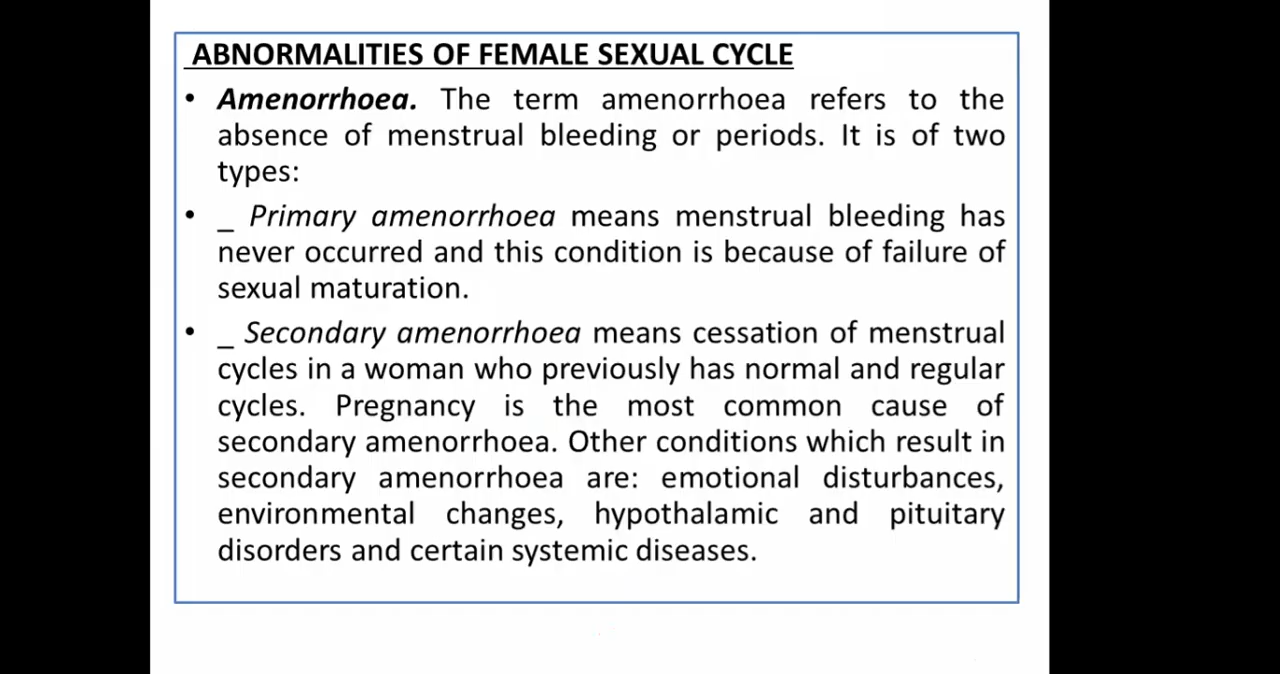 ABNORMALITIES OF FEMALE SEXUAL CYCLE
• Amenorrhoea. The term amenorrhoea refers to the
absence of menstrual bleeding or periods. It is of two
types:
• _ Primary amenorrhoea means menstrual bleeding has
never occurred and this condition is because of failure of
sexual maturation.
• _ Secondary amenorrhoea means cessation of menstrual
cycles in a woman who previously has normal and regular
cycles. Pregnancy is the most common cause of
secondary amenorrhoea. Other conditions which result in
secondary amenorrhoea are: emotional disturbances,
environmental changes, hypothalamic and pituitary
disorders and certain systemic diseases.